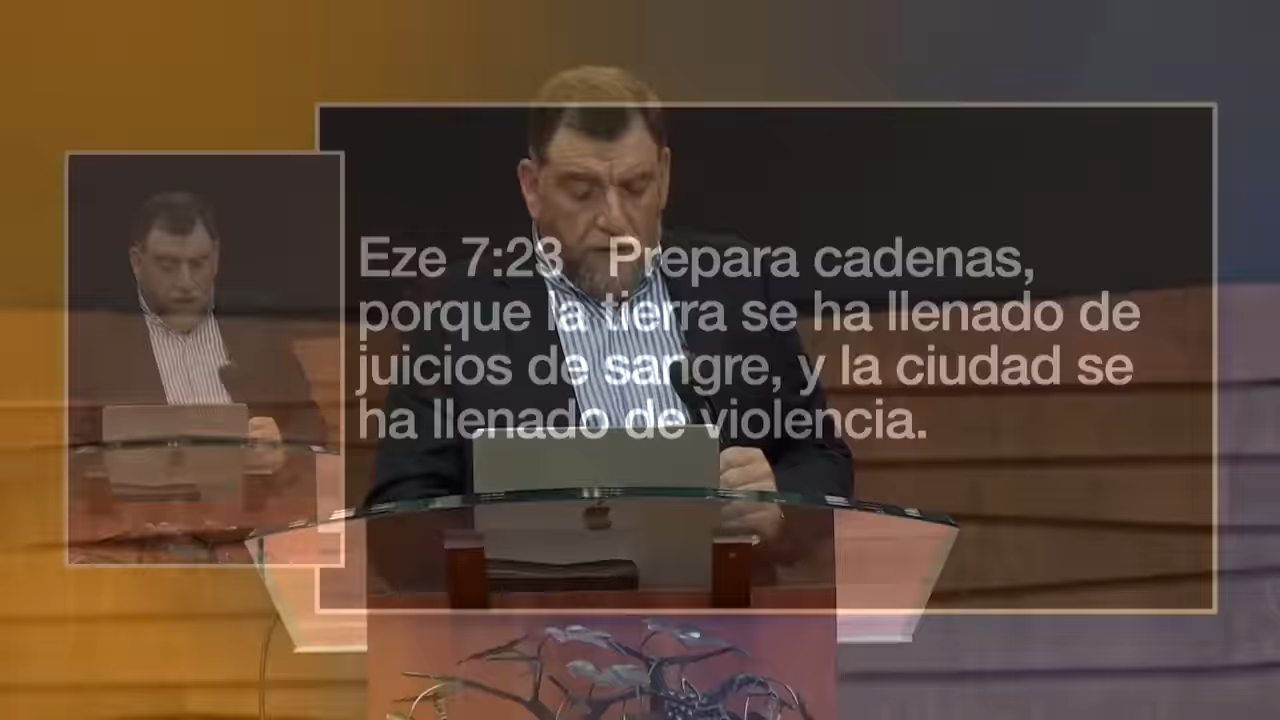 Eze 7:23 Prepara cadenas,
porque la tierra se ha llenado de
juicios de sangre, y la ciudad se
ha llenado de violencia.